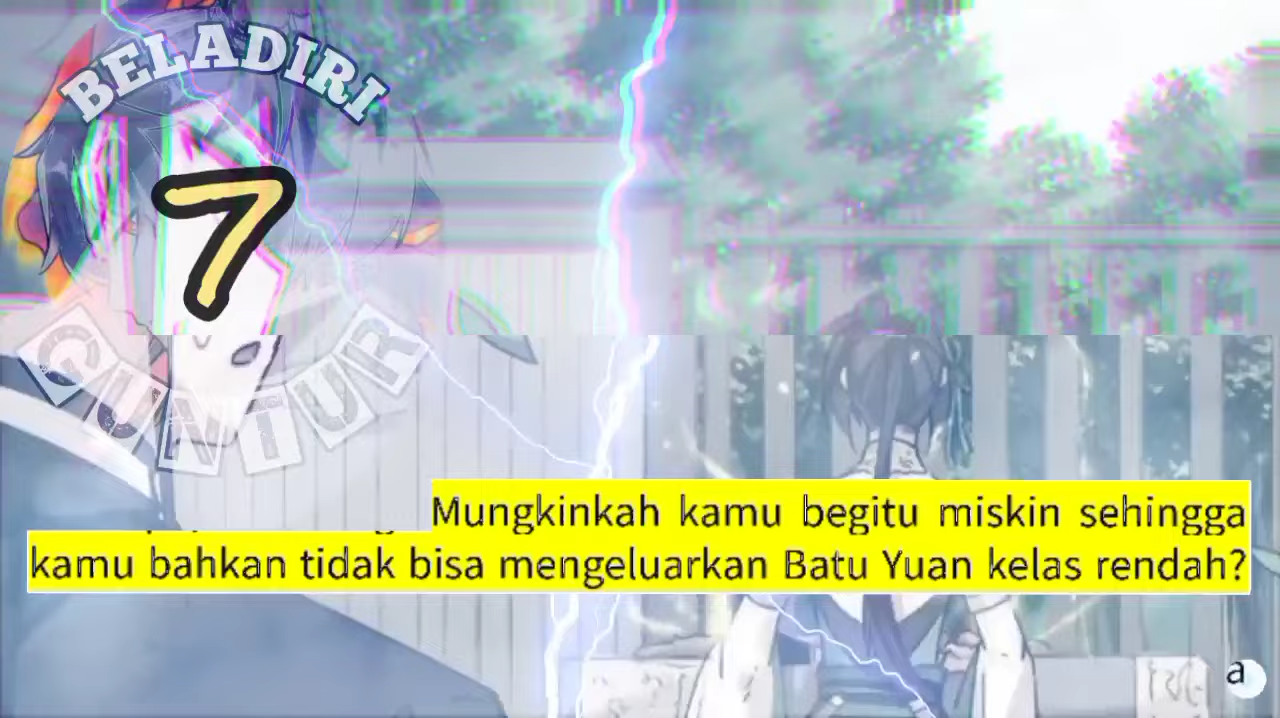 BELADIRI
7
GUNTUR
Mungkinkah kamu begitu miskin sehingga
kamu bahkan tidak bisa mengeluarkan Batu Yuan kelas rendah?
a